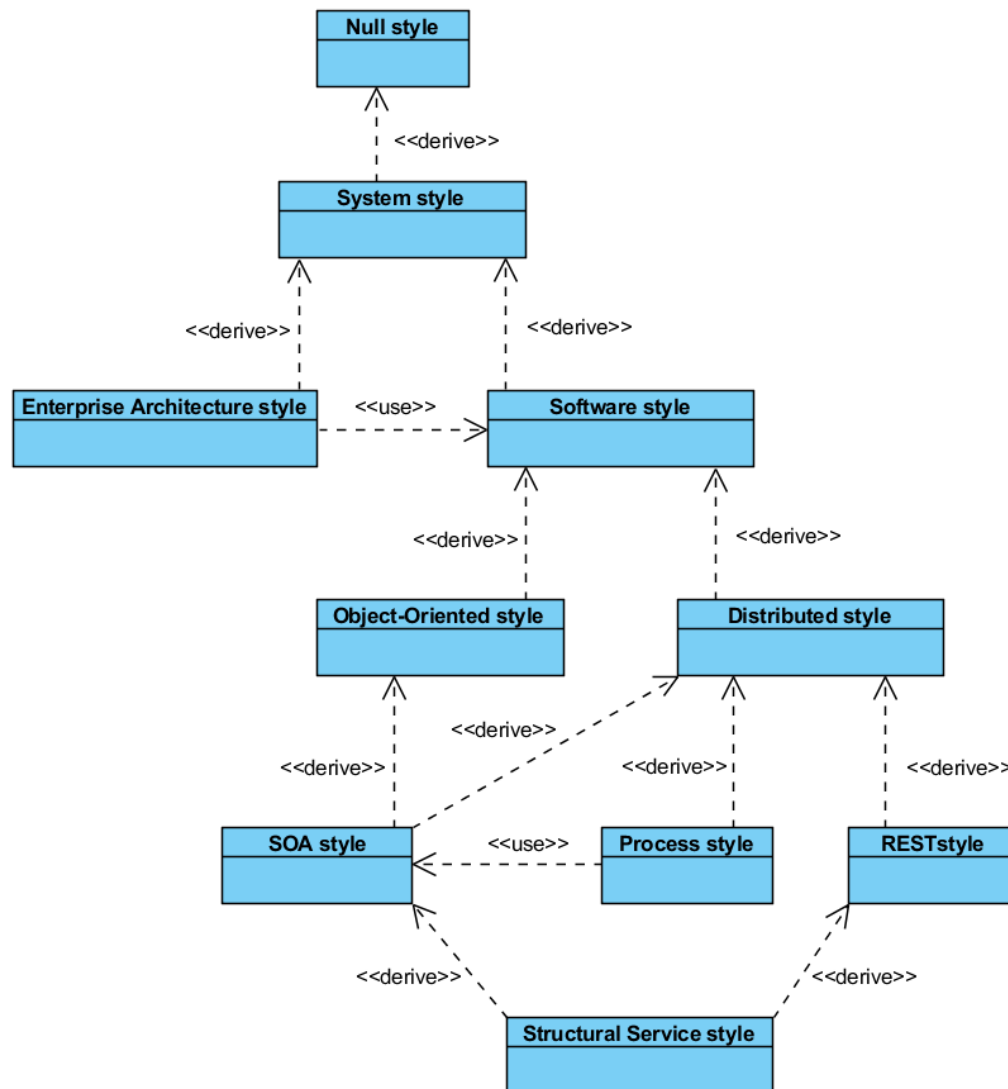 Null style
<<derive>>
System style
<<derive>>
<<derive>>
Enterprise Architecture style
<<use>>
Software style
<<derive>>
<<derive>>
Object-Oriented style
Distributed style
<<derive>>
<<derive>>
<<derive>>
<<derive>>
SOA style
<<use>>
Process style
RESTstyle
<<derive>>
<<derive>>
Structural Service style